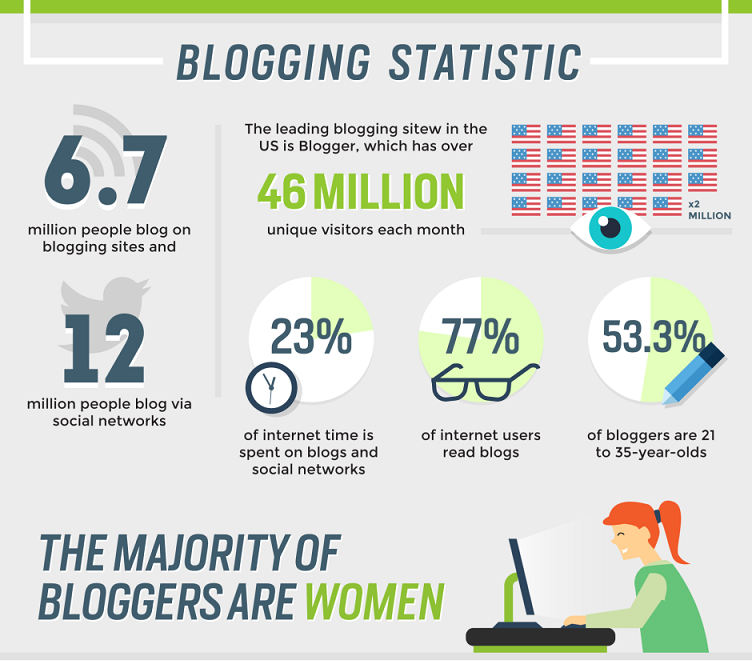 BLOGGING STATISTIC
6.7
million people blog on
blogging sites and
12
million people blog via
social networks
The leading blogging sitew in the
US is Blogger, which has over
46 MILLION
unique visitors each month
x2
MILLION
23%
of internet time is
spent on blogs and
social networks
77%
of internet users
read blogs
53.3%
of bloggers are 21
to 35-year-olds
THE MAJORITY OF
BLOGGERS ARE WOMEN